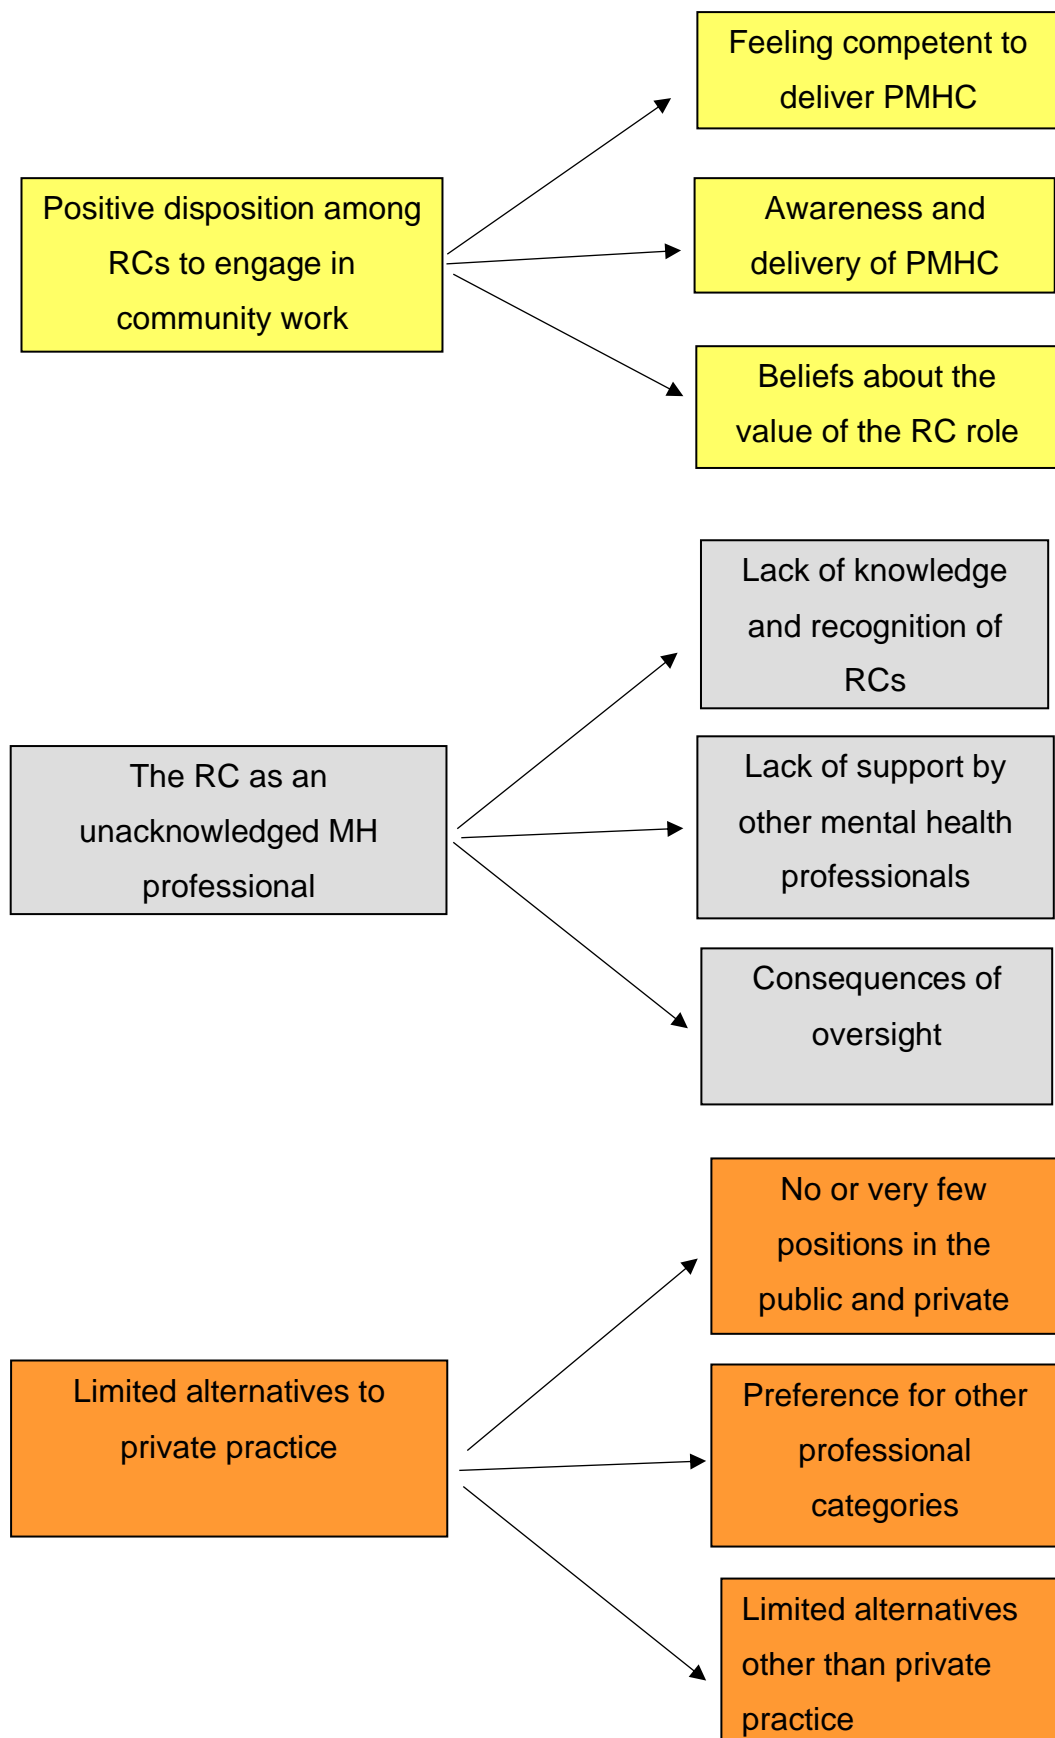 Feeling competent to
deliver PMHC
Positive disposition among
RCs to engage in
community work
Awareness and
delivery of PMHC
Beliefs about the
value of the RC role
Lack of knowledge
and recognition of
RCs
The RC as an
unacknowledged MH
professional
Lack of support by
other mental health
professionals
Consequences of
oversight
No or very few
positions in the
public and private
Limited alternatives to
private practice
Preference for other
professional
categories
Limited alternatives
other than private
practice